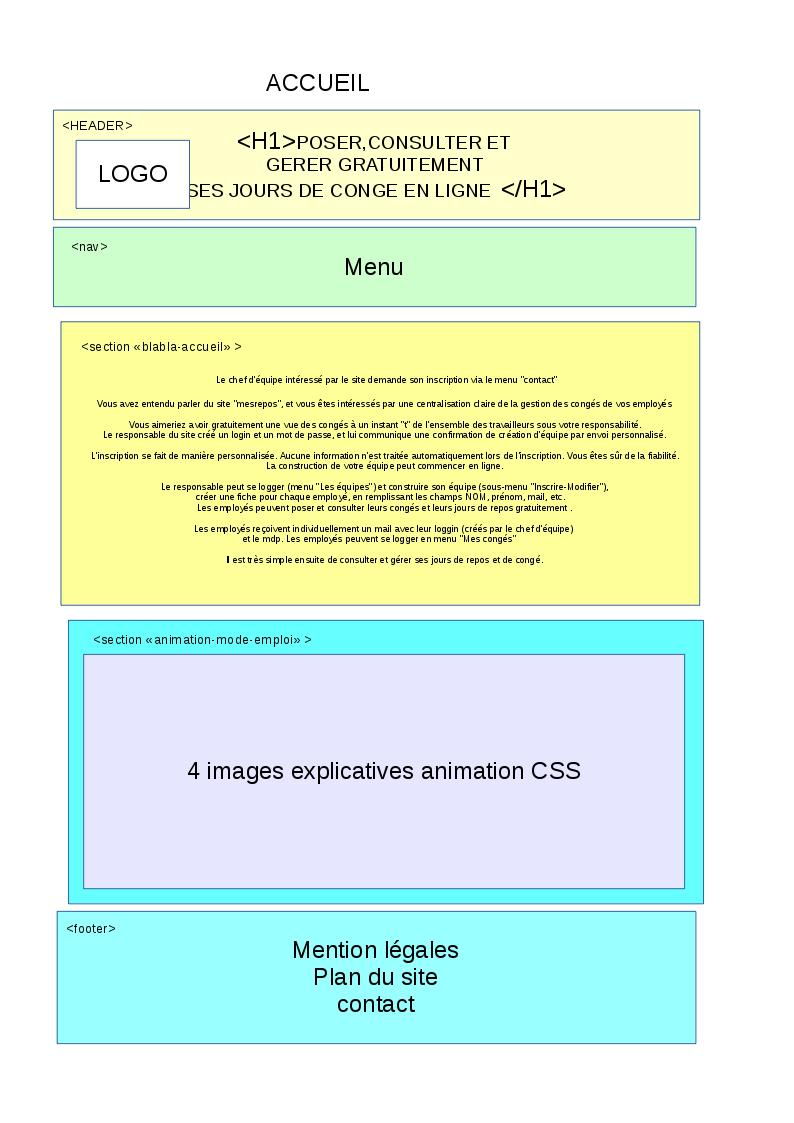 ACCUEIL
<HEADER>
LOGO
<H1>POSER,CONSULTER ET
GERER GRATUITEMENT
SES JOURS DE CONGE EN LIGNE </H1>
<nav>
Menu
<section «blabla-accueil» >
Le chef d'équipe intéressé par le site demande son inscription via le menu "contact"
Vous avez entendu parler du site "mesrepos", et vous êtes intéressés par une centralisation claire de la gestion des congés de vos employés
Vous aimeriez avoir gratuitement une vue des congés à un instant "t" de l'ensemble des travailleurs sous votre responsabilité.
Le responsable du site créé un login et un mot de passe, et lui communique une confirmation de création d'équipe par envoi personnalisé.
L'inscription se fait de manière personnalisée. Aucune information n'est traitée automatiquement lors de l'inscription. Vous êtes sûr de la fiabilité.
La construction de votre équipe peut commencer en ligne.
Le responsable peut se logger (menu "Les équipes") et construire son équipe (sous-menu "Inscrire-Modifier"),
créer une fiche pour chaque employé, en remplissant les champs NOM, prénom, mail, etc.
Les employés peuvent poser et consulter leurs congés et leurs jours de repos gratuitement .
Les employés reçoivent individuellement un mail avec leur loggin (créés par le chef d'équipe)
et le mdp. Les employés peuvent se logger en menu "Mes congés"
Il est très simple ensuite de consulter et gérer ses jours de repos et de congé.
<section «animation-mode-emploi» >
4 images explicatives animation CSS
<footer>
Mention légales
Plan du site
contact